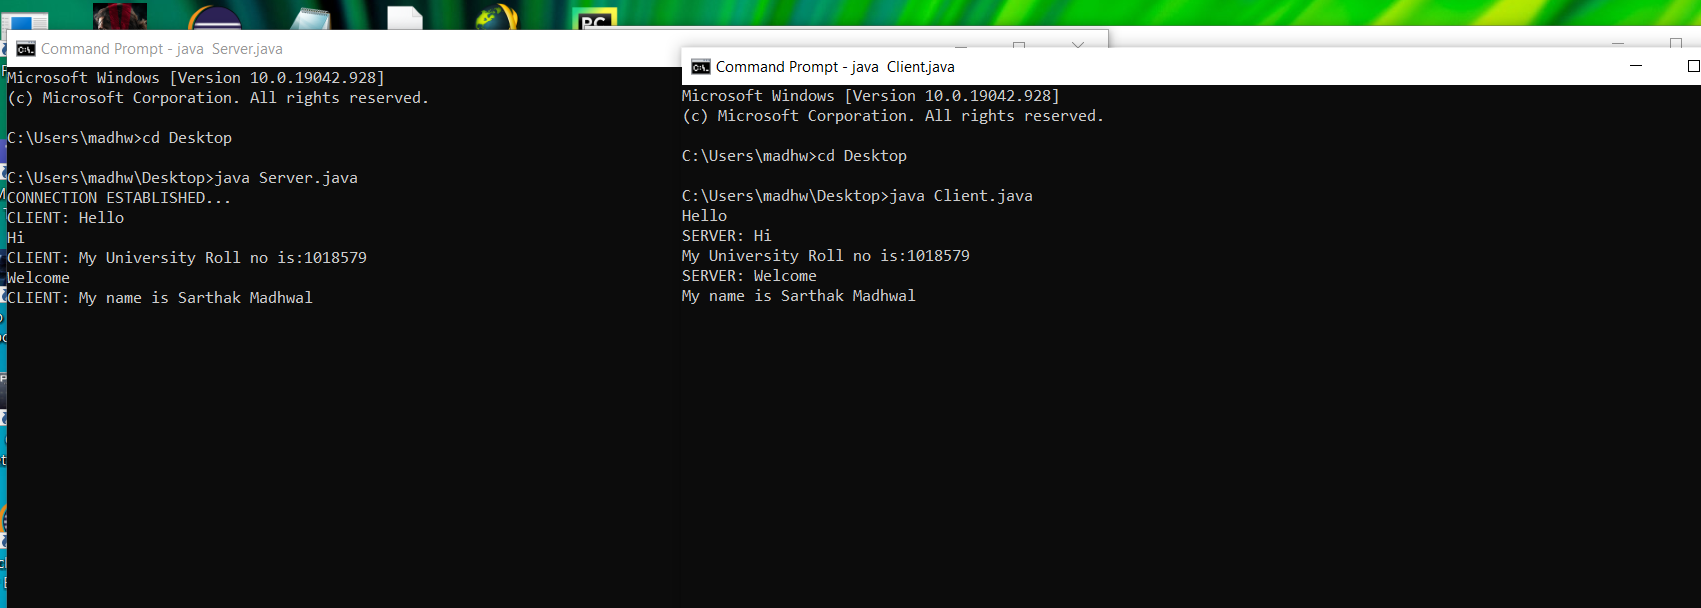 PC
Command Prompt - java  Server.java
Microsoft Windows [Version 10.0.19042.928]
(c) Microsoft Corporation. All rights reserved.
C:\Users\madhw>cd Desktop
C:\Users\madhw\Desktop>java Server.java
CONNECTION ESTABLISHED...
CLIENT: Hello
Hi
CLIENT: My University Roll no is:1018579
Welcome
CLIENT: My name is Sarthak Madhwal
Command Prompt - java  Client.java
Microsoft Windows [Version 10.0.19042.928]
(c) Microsoft Corporation. All rights reserved.
C:\Users\madhw>cd Desktop
C:\Users\madhw\Desktop>java Client.java
Hello
SERVER: Hi
My University Roll no is:1018579
SERVER: Welcome
My name is Sarthak Madhwal